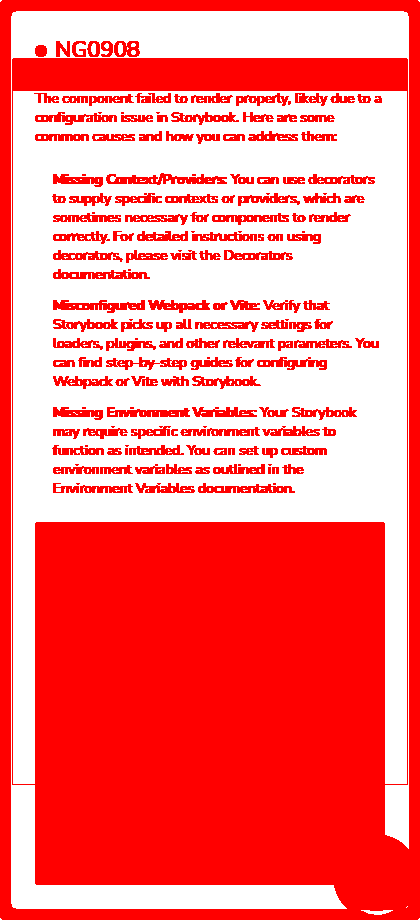 NG0908
The component failed to render properly, likely due to a
configuration issue in Storybook. Here are some
common causes and how you can address them:
Missing Context/Providers: You can use decorators
to supply specific contexts or providers, which are
sometimes necessary for components to render
correctly. For detailed instructions on using
decorators, please visit the Decorators
documentation.
Misconfigured Webpack or Vite: Verify that
Storybook picks up all necessary settings for
loaders, plugins, and other relevant parameters. You
can find step-by-step guides for configuring
Webpack or Vite with Storybook.
Missing Environment Variables: Your Storybook
may require specific environment variables to
function as intended. You can set up custom
environment variables as outlined in the
Environment Variables documentation.